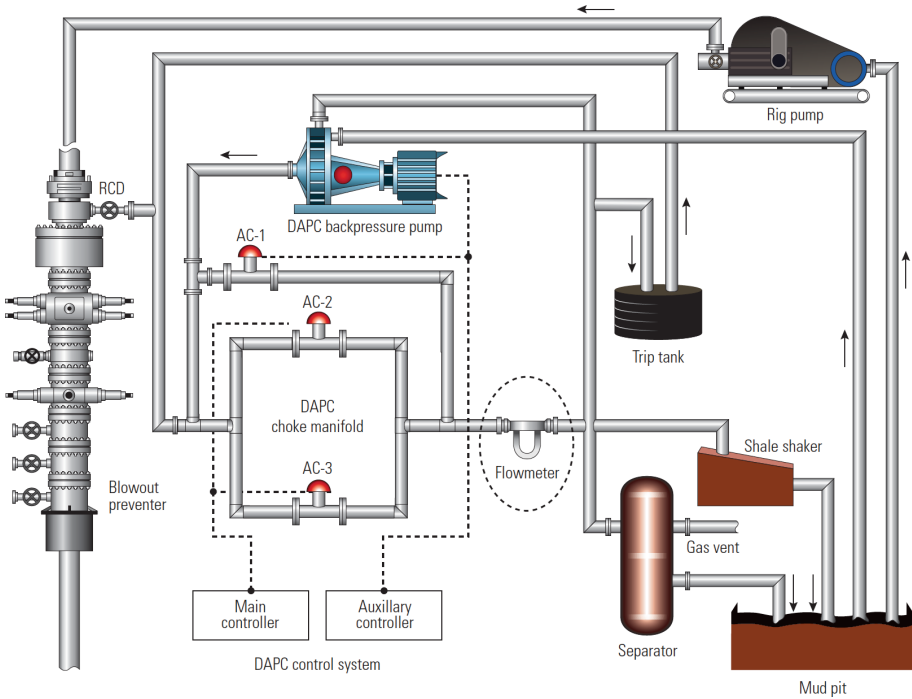 Rig pump
RCD
DAPC backpressure pump
AC-1
AC-2
Trip tank
DAPC
choke manifold
Shale shaker
AC-3
Flowmeter
Blowout
preventer
Gas vent
Main
controller
Auxillary
controller
Separator
DAPC control system
Mud pit